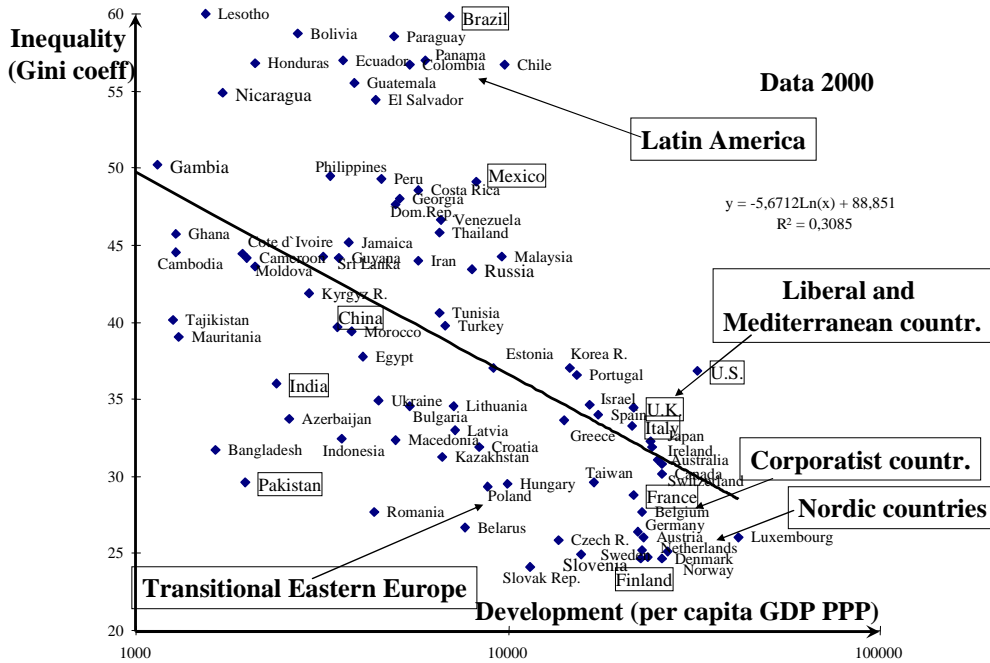 60
Lesotho
Brazil
Inequality
(Gini coeff)
Bolivia
Paraguay
Honduras
Ecuador
Panama
Colombia
Chile
Guatemala
Data 2000
55
Nicaragua
El Salvador
Latin America
50
Gambia
Philippines
Peru
Mexico
Costa Rica
Georgia
Dom.Rep.
Venezuela
y = -5,6712Ln(x) + 88,851
R² = 0,3085
Thailand
45
Ghana
Cote d`Ivoire
Jamaica
Cambodia
Cameroon
Guyana
Moldova
Sri Lanka
Iran
Malaysia
Russia
Kyrgyz R.
Liberal and
Mediterranean countr.
40
Tajikistan
China
Tunisia
Mauritania
Morocco
Turkey
Egypt
Estonia
Korea R.
Portugal
U.S.
India
35
Ukraine
Bulgaria
Lithuania
Israel
Spain
U.K.
Azerbaijan
Greece
Italy
Latvia
Japan
Indonesia
Macedonia
Croatia
Ireland
Bangladesh
Kazakhstan
Australia
Canada
Switzerland
Corporatist countr.
30
Pakistan
Poland
Hungary
Taiwan
France
Nordic countries
Romania
Belgium
Belarus
Germany
Czech R.
Austria
Luxembourg
25
Slovenia
Sweden
Netherlands
Denmark
Norway
Slovak Rep.
Finland
Transitional Eastern Europe
Development (per capita GDP PPP)
20
1000
10000
100000